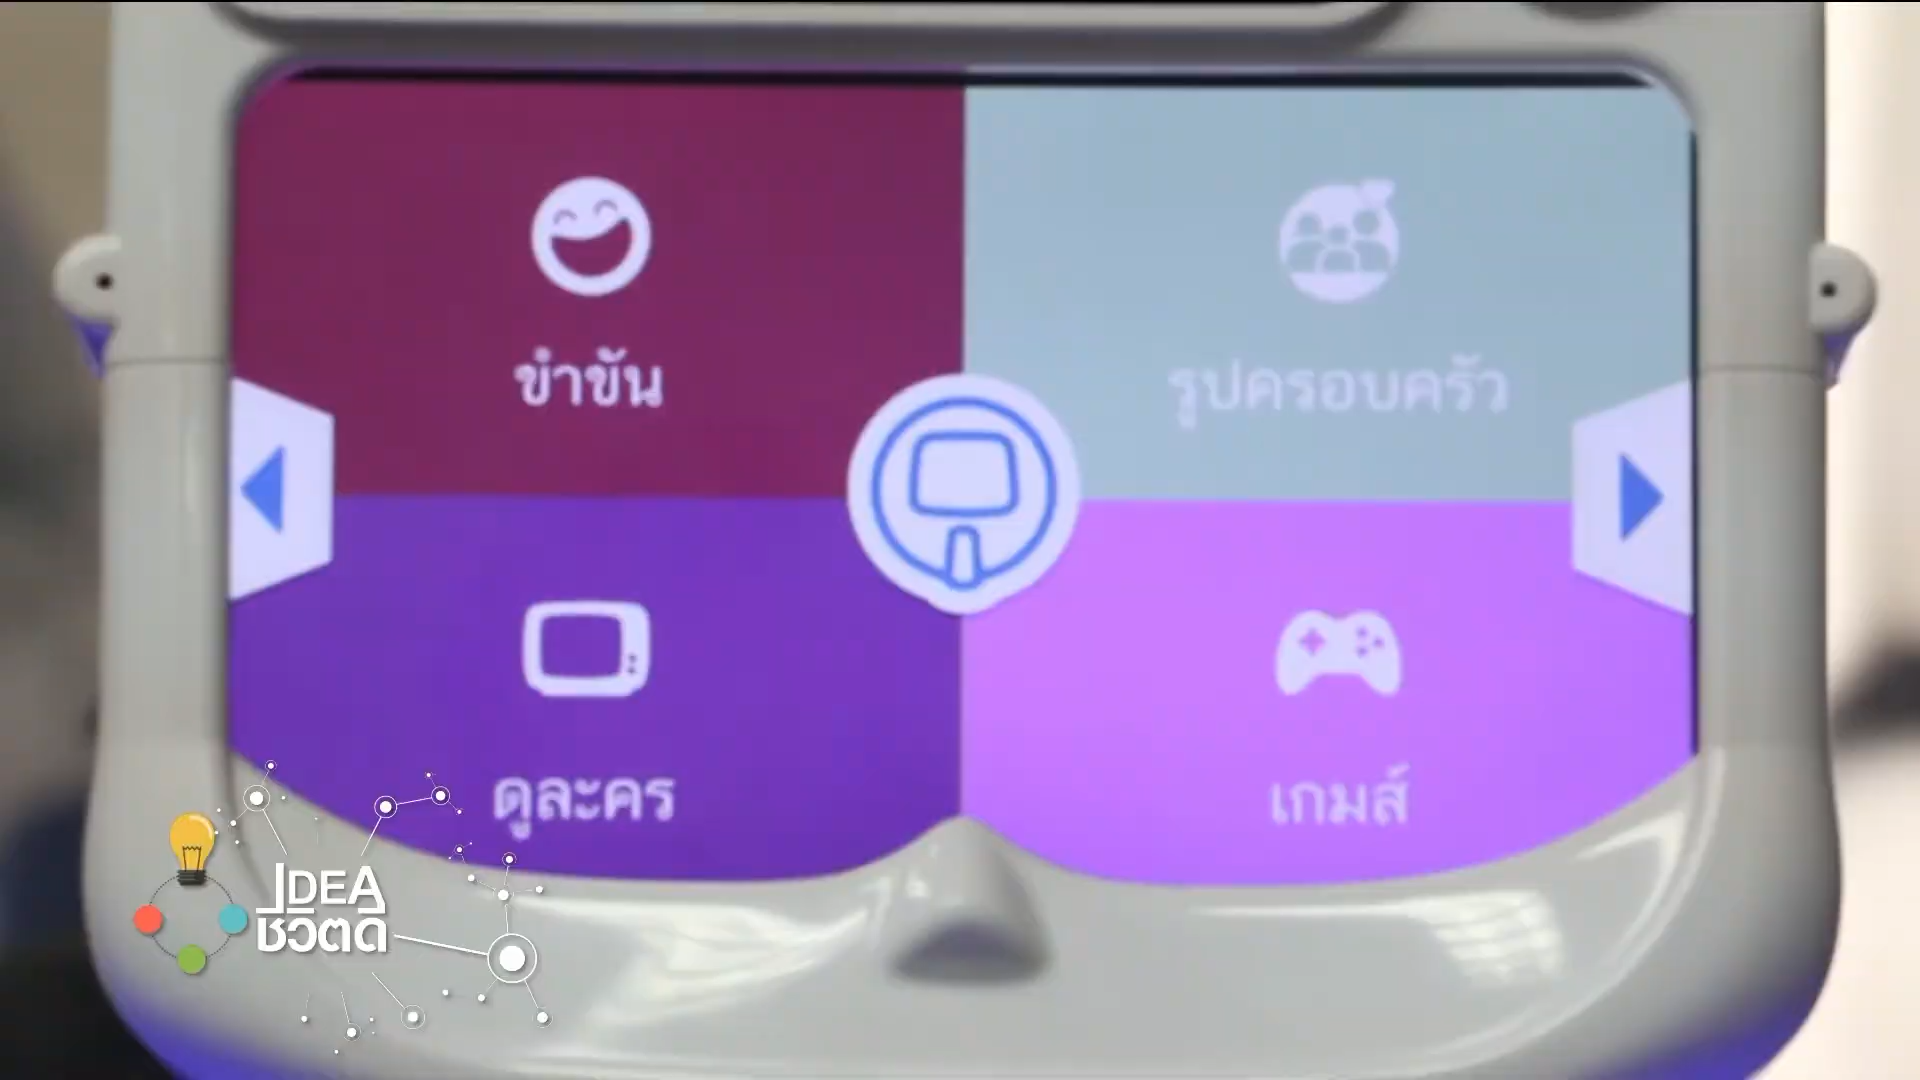 ขำขัน
รูปครอบครัว
ดูละคร
เกมส์
IDEA
ชีวิต